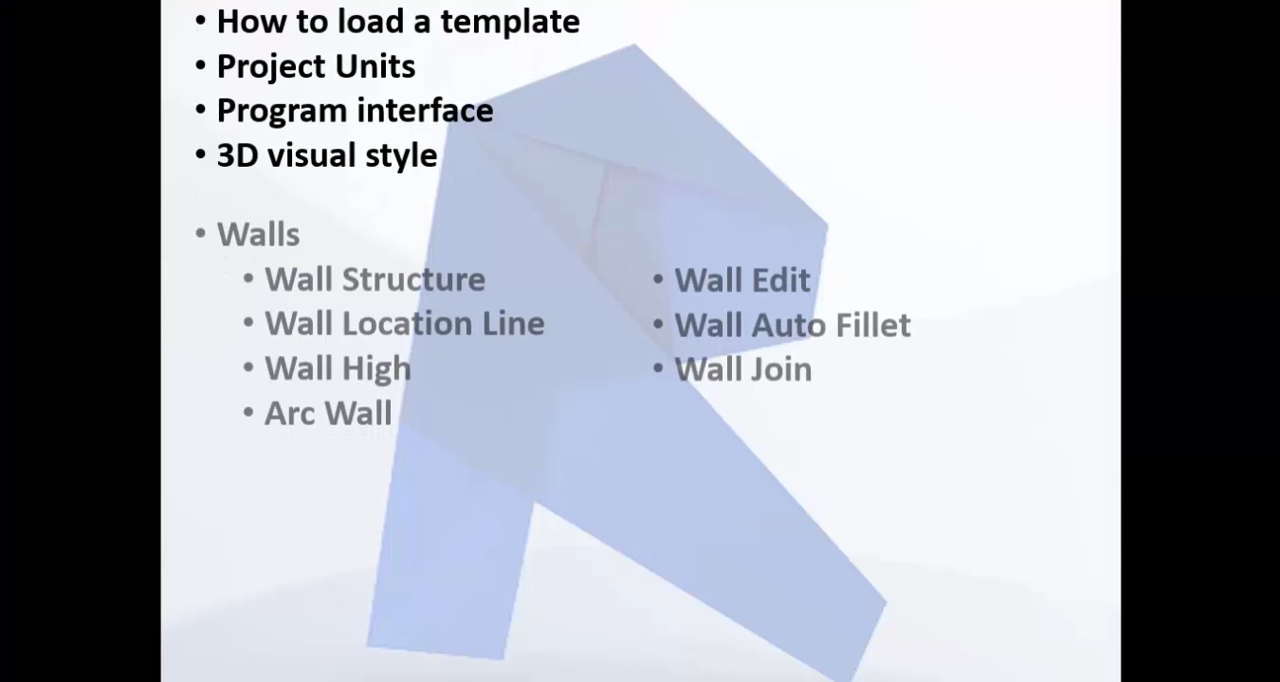 • How to load a template
• Project Units
• Program interface
• 3D visual style
• Walls
• Wall Structure
• Wall Location Line
• Wall High
• Arc Wall
• Wall Edit
• Wall Auto Fillet
• Wall Join